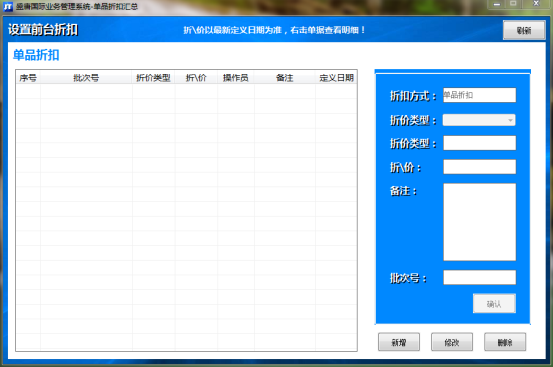 盛唐国际业务管理系统-单品折扣汇总
设置前台折扣
折\价以最新定义日期为准，右击单据查看明细！
刷新
单品折扣
序号 批次号 折价类型 折\价 操作员 备注 定义日期
折扣方式： 单品折扣
折价类型：
折价类型：
折\价：
备注：
批次号：
确认
新增 修改 删除